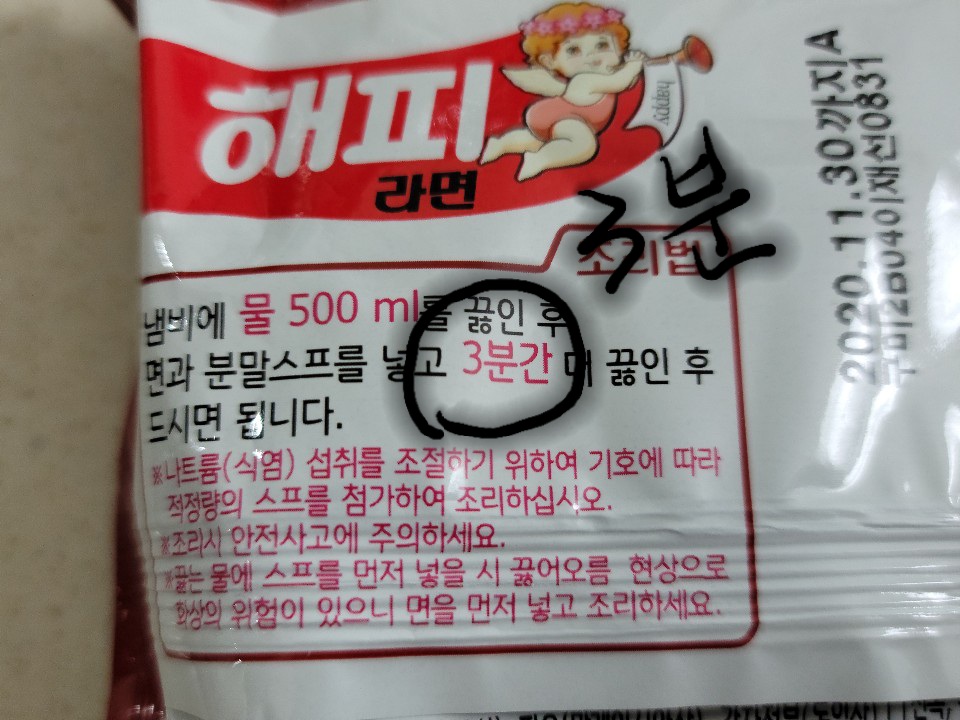 해피
라면
happy
3분
조리법
냄비에 물 500 ml를 끓인 후
면과 분말스프를 넣고 3분간 더 끓인 후
드시면 됩니다.
※나트륨(식염) 섭취를 조절하기 위하여 기호에 따라
적정량의 스프를 첨가하여 조리하십시오.
※조리시 안전사고에 주의하세요.
※끓는 물에 스프를 먼저 넣을 시 끓어오름 현상으로
화상의 위험이 있으니 면을 먼저 넣고 조리하세요.
2020.11.30까지A
구미2B04이재선0831